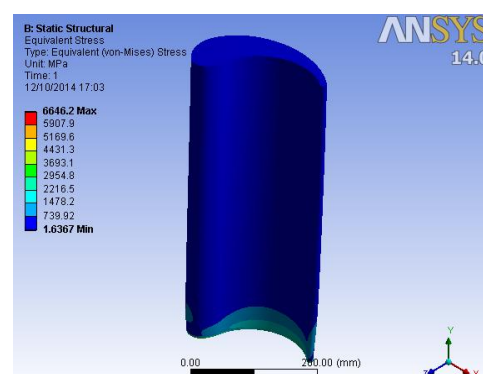 B: Static Structural
Equivalent Stress
Type: Equivalent (von-Mises) Stress
Unit: MPa
Time: 1
12/10/2014 17:03
ANSYS
14.0
6646.2 Max
5907.9
5169.6
4431.3
3693.1
2954.8
2216.5
1478.2
739.92
1.6367 Min
Y
0.00
200.00 (mm)
Z
X